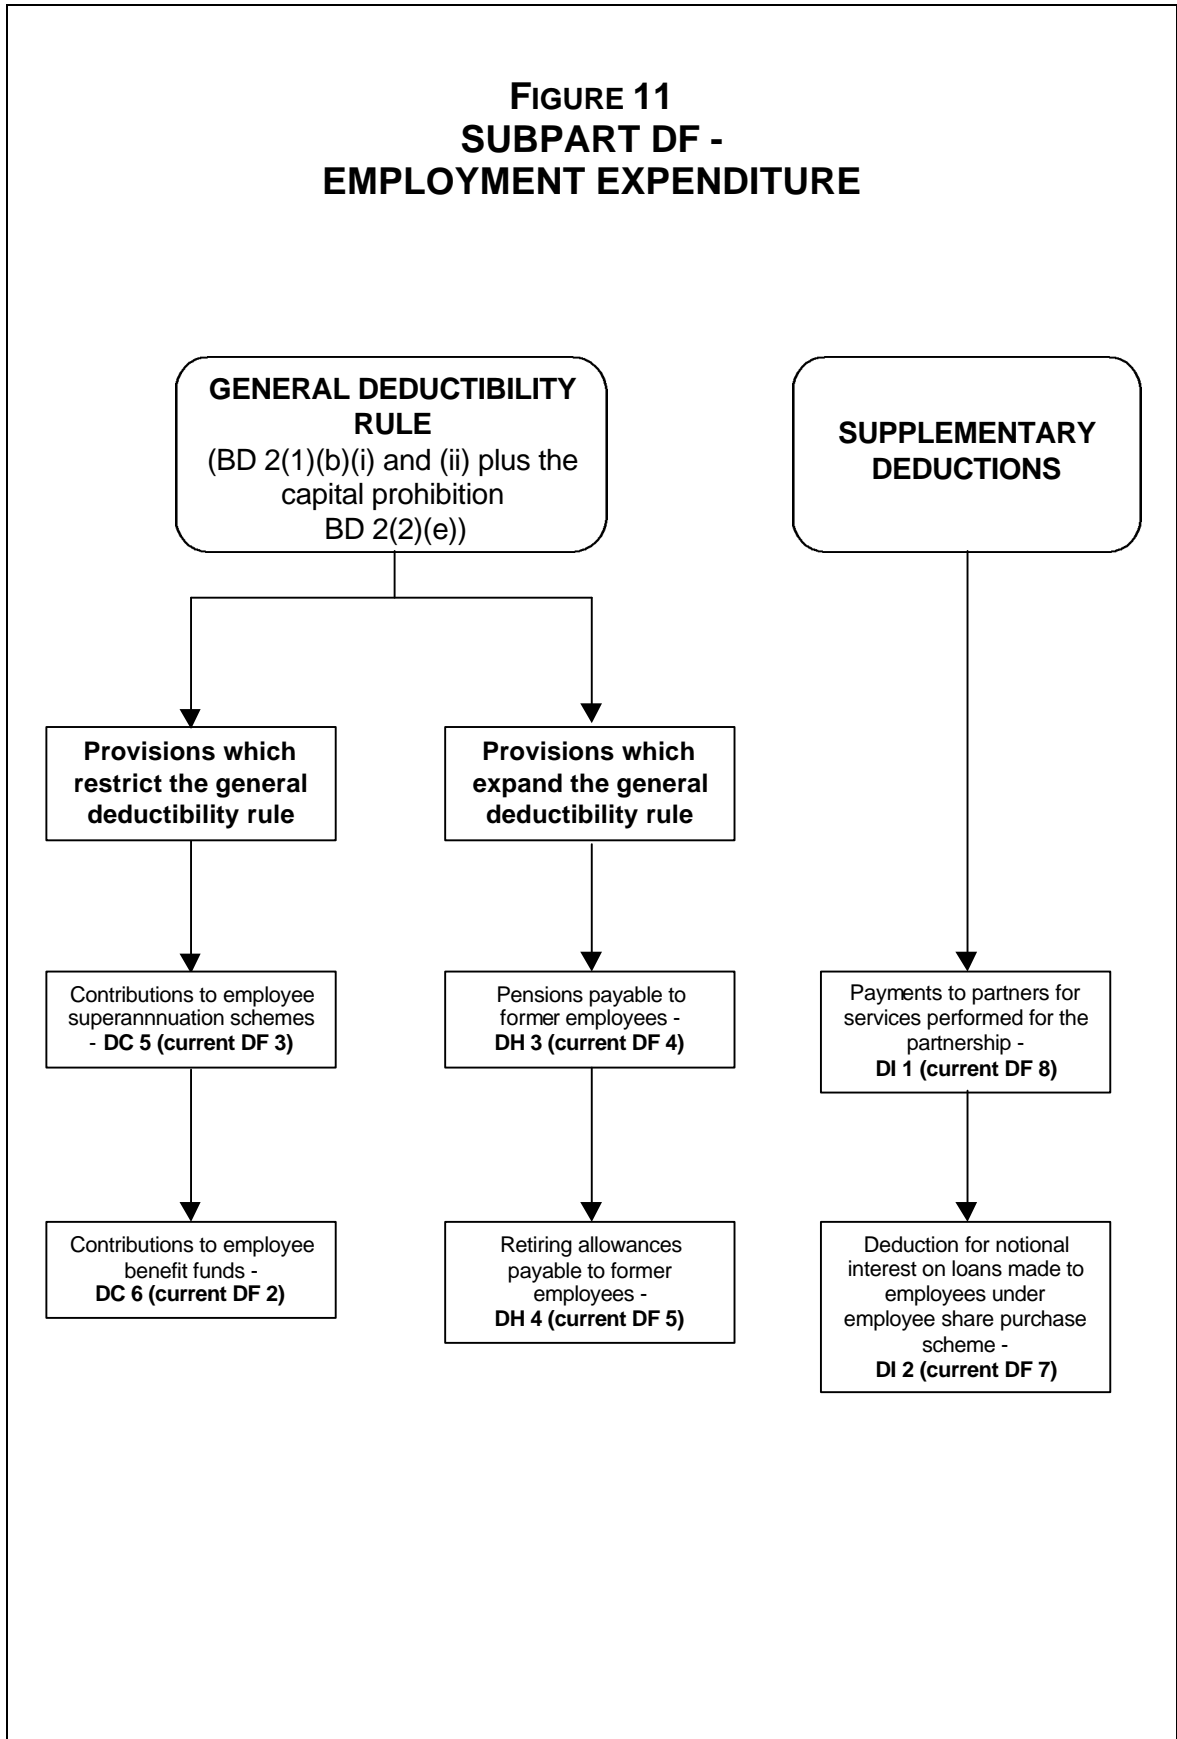 FIGURE 11
SUBPART DF -
EMPLOYMENT EXPENDITURE
GENERAL DEDUCTIBILITY
RULE
(BD 2(1)(b)(i) and (ii) plus the
capital prohibition
BD 2(2)(e))
SUPPLEMENTARY
DEDUCTIONS
Provisions which
restrict the general
deductibility rule
Provisions which
expand the general
deductibility rule
Contributions to employee
superannnuation schemes
- DC 5 (current DF 3)
Pensions payable to
former employees -
DH 3 (current DF 4)
Payments to partners for
services performed for the
partnership -
DI 1 (current DF 8)
Contributions to employee
benefit funds -
DC 6 (current DF 2)
Retiring allowances
payable to former
employees -
DH 4 (current DF 5)
Deduction for notional
interest on loans made to
employees under
employee share purchase
scheme -
DI 2 (current DF 7)